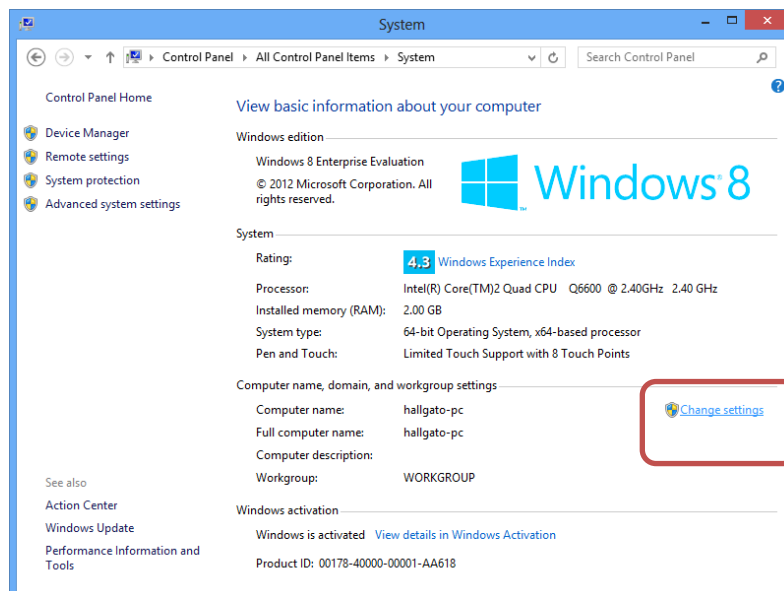 System
Control Panel All Control Panel Items System Search Control Panel
Control Panel Home
Device Manager
Remote settings
System protection
Advanced system settings
View basic information about your computer
Windows edition
Windows 8 Enterprise Evaluation
© 2012 Microsoft Corporation. All
rights reserved.
Windows 8
System
Rating: 4.3 Windows Experience Index
Processor: Intel(R) Core(TM)2 Quad CPU Q6600 @ 2.40GHz 2.40 GHz
Installed memory (RAM): 2.00 GB
System type: 64-bit Operating System, x64-based processor
Pen and Touch: Limited Touch Support with 8 Touch Points
Computer name, domain, and workgroup settings
Computer name: hallgato-pc Change settings
Full computer name: hallgato-pc
Computer description:
Workgroup: WORKGROUP
Windows activation
Windows is activated View details in Windows Activation
Product ID: 00178-40000-00001-AA618
See also
Action Center
Windows Update
Performance Information and
Tools